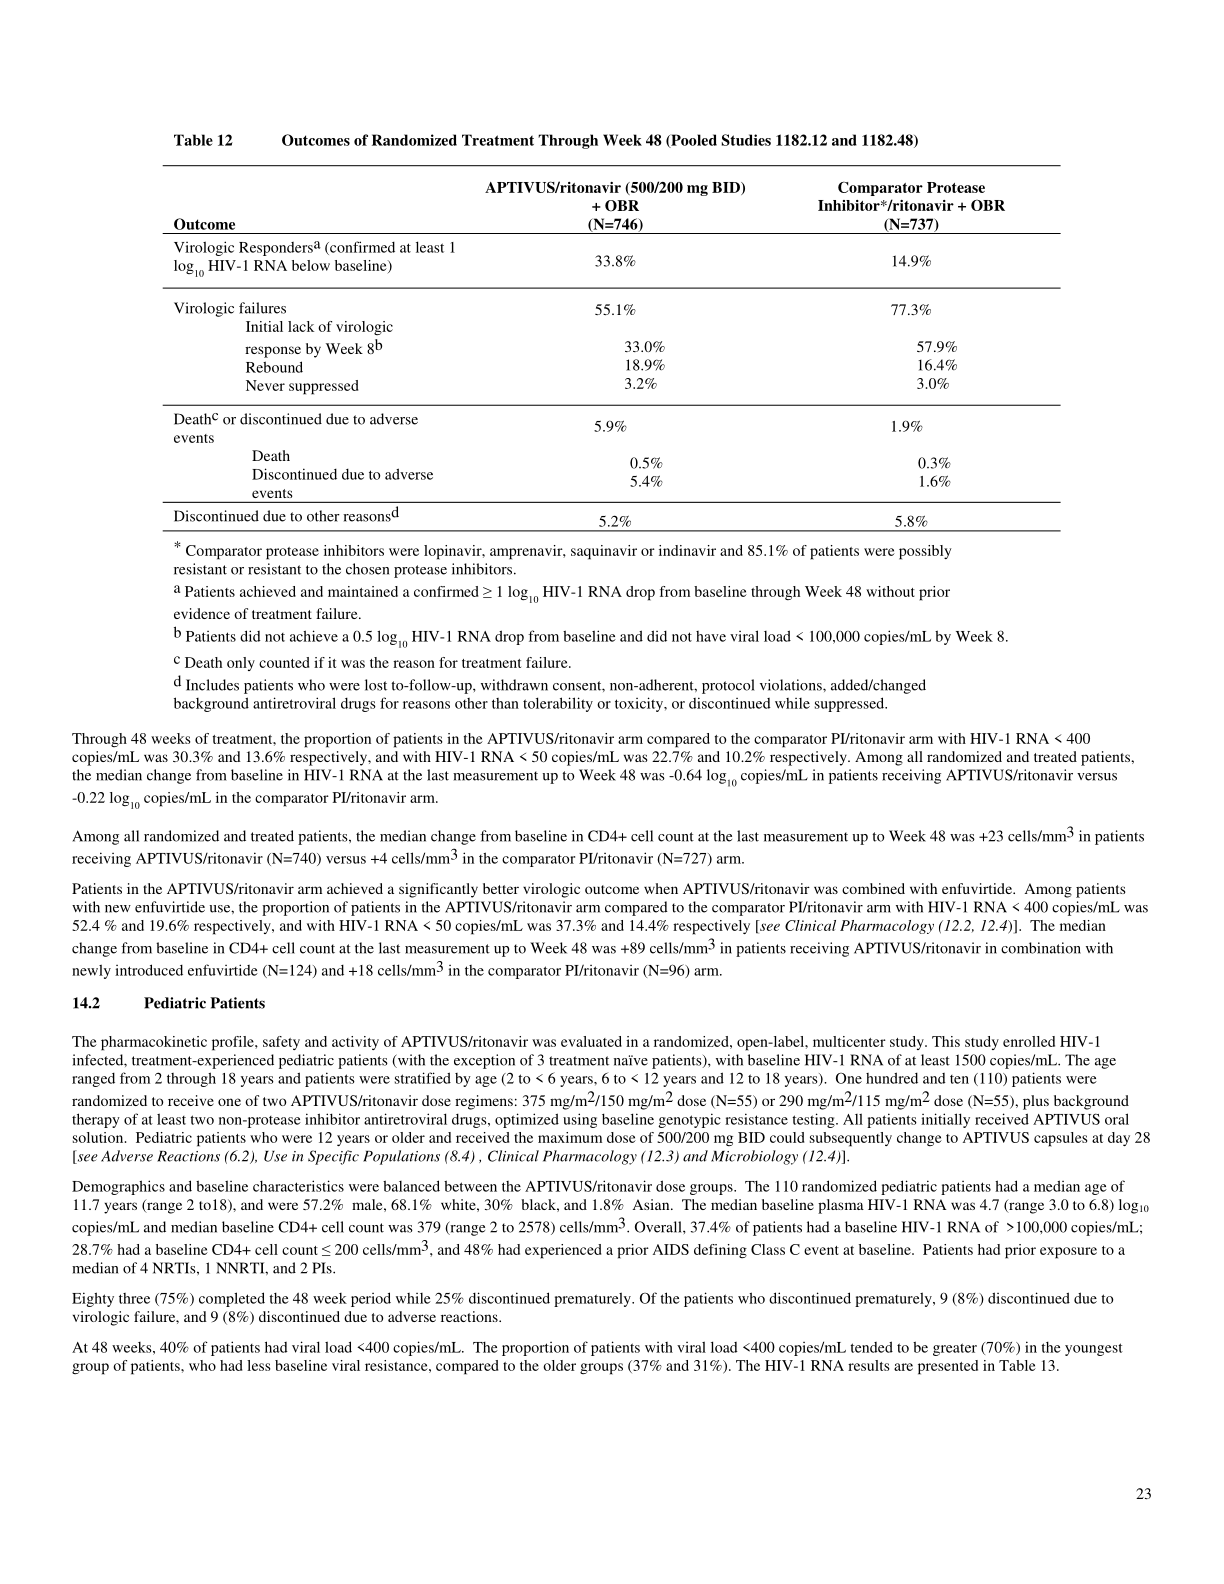 Table 12 Outcomes of Randomized Treatment Through Week 48 (Pooled Studies 1182.12 and 1182.48)
APTIVUS/ritonavir (500/200 mg BID) Comparator Protease
+ OBR Inhibitor*/ritonavir + OBR
Outcome (N=746) (N=737)
Virologic Respondersa (confirmed at least 1
log10 HIV-1 RNA below baseline) 33.8% 14.9%
Virologic failures 55.1% 77.3%
Initial lack of virologic
response by Week 8b 33.0% 57.9%
Rebound 18.9% 16.4%
Never suppressed 3.2% 3.0%
Deathc or discontinued due to adverse 5.9% 1.9%
events
Death 0.5% 0.3%
Discontinued due to adverse 5.4% 1.6%
events
Discontinued due to other reasonsd 5.2% 5.8%
* Comparator protease inhibitors were lopinavir, amprenavir, saquinavir or indinavir and 85.1% of patients were possibly
resistant or resistant to the chosen protease inhibitors.
a Patients achieved and maintained a confirmed ≥ 1 log10 HIV-1 RNA drop from baseline through Week 48 without prior
evidence of treatment failure.
b Patients did not achieve a 0.5 log10 HIV-1 RNA drop from baseline and did not have viral load < 100,000 copies/mL by Week 8.
c Death only counted if it was the reason for treatment failure.
d Includes patients who were lost to-follow-up, withdrawn consent, non-adherent, protocol violations, added/changed
background antiretroviral drugs for reasons other than tolerability or toxicity, or discontinued while suppressed.
Through 48 weeks of treatment, the proportion of patients in the APTIVUS/ritonavir arm compared to the comparator PI/ritonavir arm with HIV-1 RNA < 400
copies/mL was 30.3% and 13.6% respectively, and with HIV-1 RNA < 50 copies/mL was 22.7% and 10.2% respectively. Among all randomized and treated patients,
the median change from baseline in HIV-1 RNA at the last measurement up to Week 48 was -0.64 log10 copies/mL in patients receiving APTIVUS/ritonavir versus
-0.22 log10 copies/mL in the comparator PI/ritonavir arm.
Among all randomized and treated patients, the median change from baseline in CD4+ cell count at the last measurement up to Week 48 was +23 cells/mm3 in patients
receiving APTIVUS/ritonavir (N=740) versus +4 cells/mm3 in the comparator PI/ritonavir (N=727) arm.
Patients in the APTIVUS/ritonavir arm achieved a significantly better virologic outcome when APTIVUS/ritonavir was combined with enfuvirtide. Among patients
with new enfuvirtide use, the proportion of patients in the APTIVUS/ritonavir arm compared to the comparator PI/ritonavir arm with HIV-1 RNA < 400 copies/mL was
52.4 % and 19.6% respectively, and with HIV-1 RNA < 50 copies/mL was 37.3% and 14.4% respectively [see Clinical Pharmacology (12.2, 12.4)]. The median
change from baseline in CD4+ cell count at the last measurement up to Week 48 was +89 cells/mm3 in patients receiving APTIVUS/ritonavir in combination with
newly introduced enfuvirtide (N=124) and +18 cells/mm3 in the comparator PI/ritonavir (N=96) arm.
14.2 Pediatric Patients
The pharmacokinetic profile, safety and activity of APTIVUS/ritonavir was evaluated in a randomized, open-label, multicenter study. This study enrolled HIV-1
infected, treatment-experienced pediatric patients (with the exception of 3 treatment naïve patients), with baseline HIV-1 RNA of at least 1500 copies/mL. The age
ranged from 2 through 18 years and patients were stratified by age (2 to < 6 years, 6 to < 12 years and 12 to 18 years). One hundred and ten (110) patients were
randomized to receive one of two APTIVUS/ritonavir dose regimens: 375 mg/m2/150 mg/m2 dose (N=55) or 290 mg/m2/115 mg/m2 dose (N=55), plus background
therapy of at least two non-protease inhibitor antiretroviral drugs, optimized using baseline genotypic resistance testing. All patients initially received APTIVUS oral
solution. Pediatric patients who were 12 years or older and received the maximum dose of 500/200 mg BID could subsequently change to APTIVUS capsules at day 28
[see Adverse Reactions (6.2), Use in Specific Populations (8.4) , Clinical Pharmacology (12.3) and Microbiology (12.4)].
Demographics and baseline characteristics were balanced between the APTIVUS/ritonavir dose groups. The 110 randomized pediatric patients had a median age of
11.7 years (range 2 to18), and were 57.2% male, 68.1% white, 30% black, and 1.8% Asian. The median baseline plasma HIV-1 RNA was 4.7 (range 3.0 to 6.8) log10
copies/mL and median baseline CD4+ cell count was 379 (range 2 to 2578) cells/mm3. Overall, 37.4% of patients had a baseline HIV-1 RNA of >100,000 copies/mL;
28.7% had a baseline CD4+ cell count ≤ 200 cells/mm3, and 48% had experienced a prior AIDS defining Class C event at baseline. Patients had prior exposure to a
median of 4 NRTIs, 1 NNRTI, and 2 PIs.
Eighty three (75%) completed the 48 week period while 25% discontinued prematurely. Of the patients who discontinued prematurely, 9 (8%) discontinued due to
virologic failure, and 9 (8%) discontinued due to adverse reactions.
At 48 weeks, 40% of patients had viral load <400 copies/mL. The proportion of patients with viral load <400 copies/mL tended to be greater (70%) in the youngest
group of patients, who had less baseline viral resistance, compared to the older groups (37% and 31%). The HIV-1 RNA results are presented in Table 13.
23